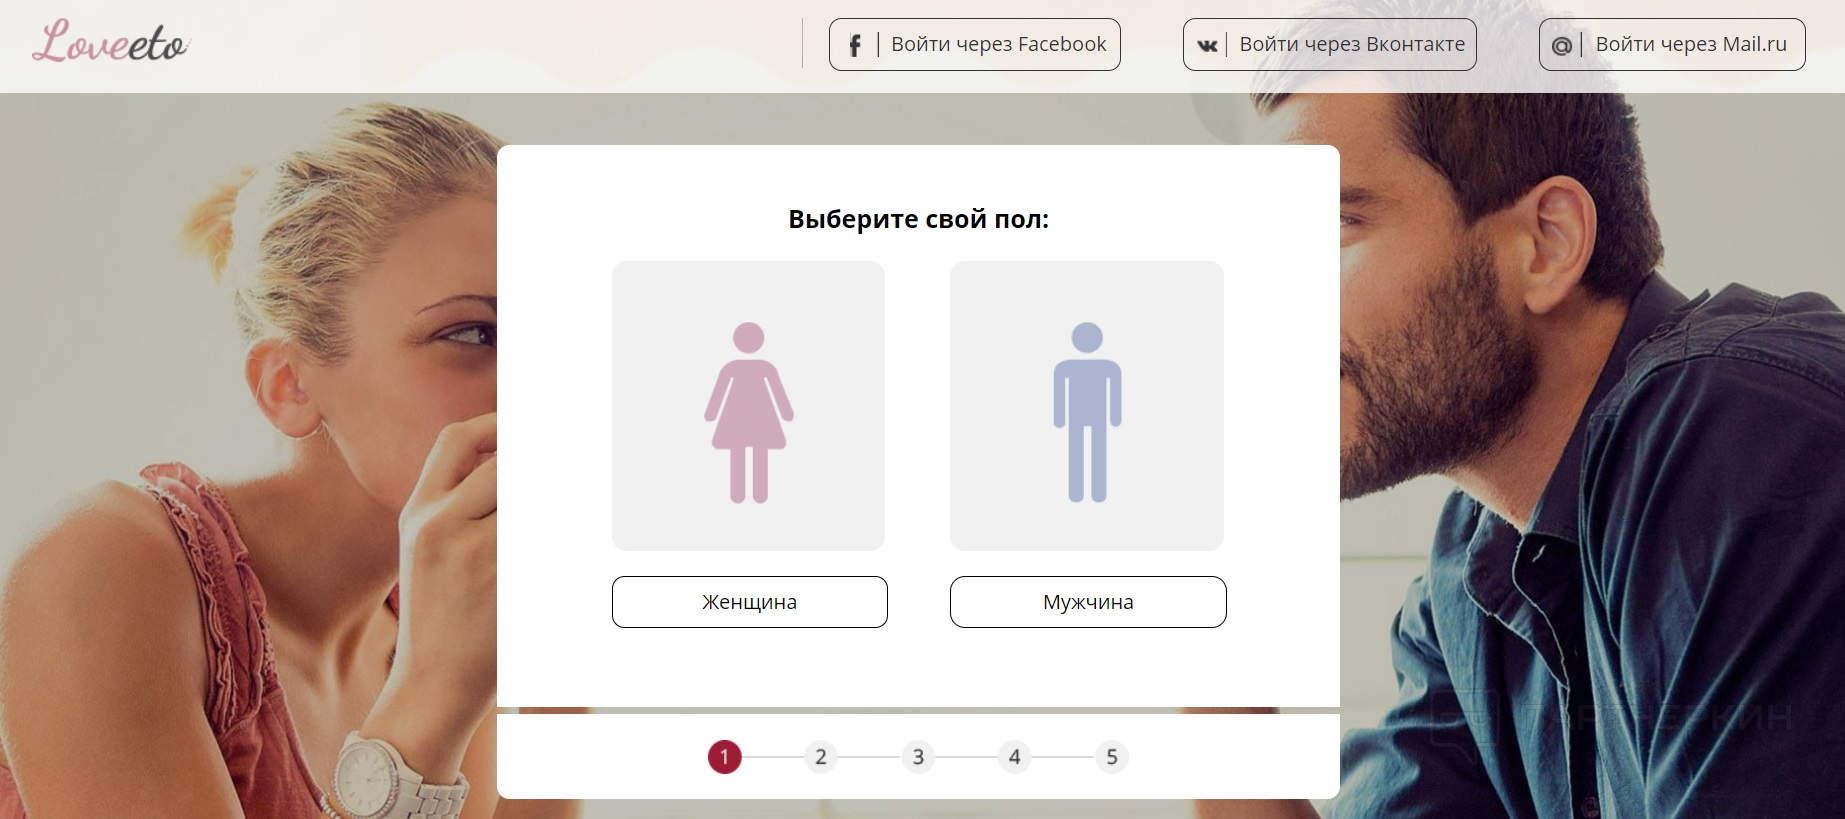 Loveeto
Войти через Facebook
Войти через Вконтакте
@ Войти через Mail.ru
Выберите свой пол:
Женщина
Мужчина
ПАРТНЕРКИН
1 2 3 4 5